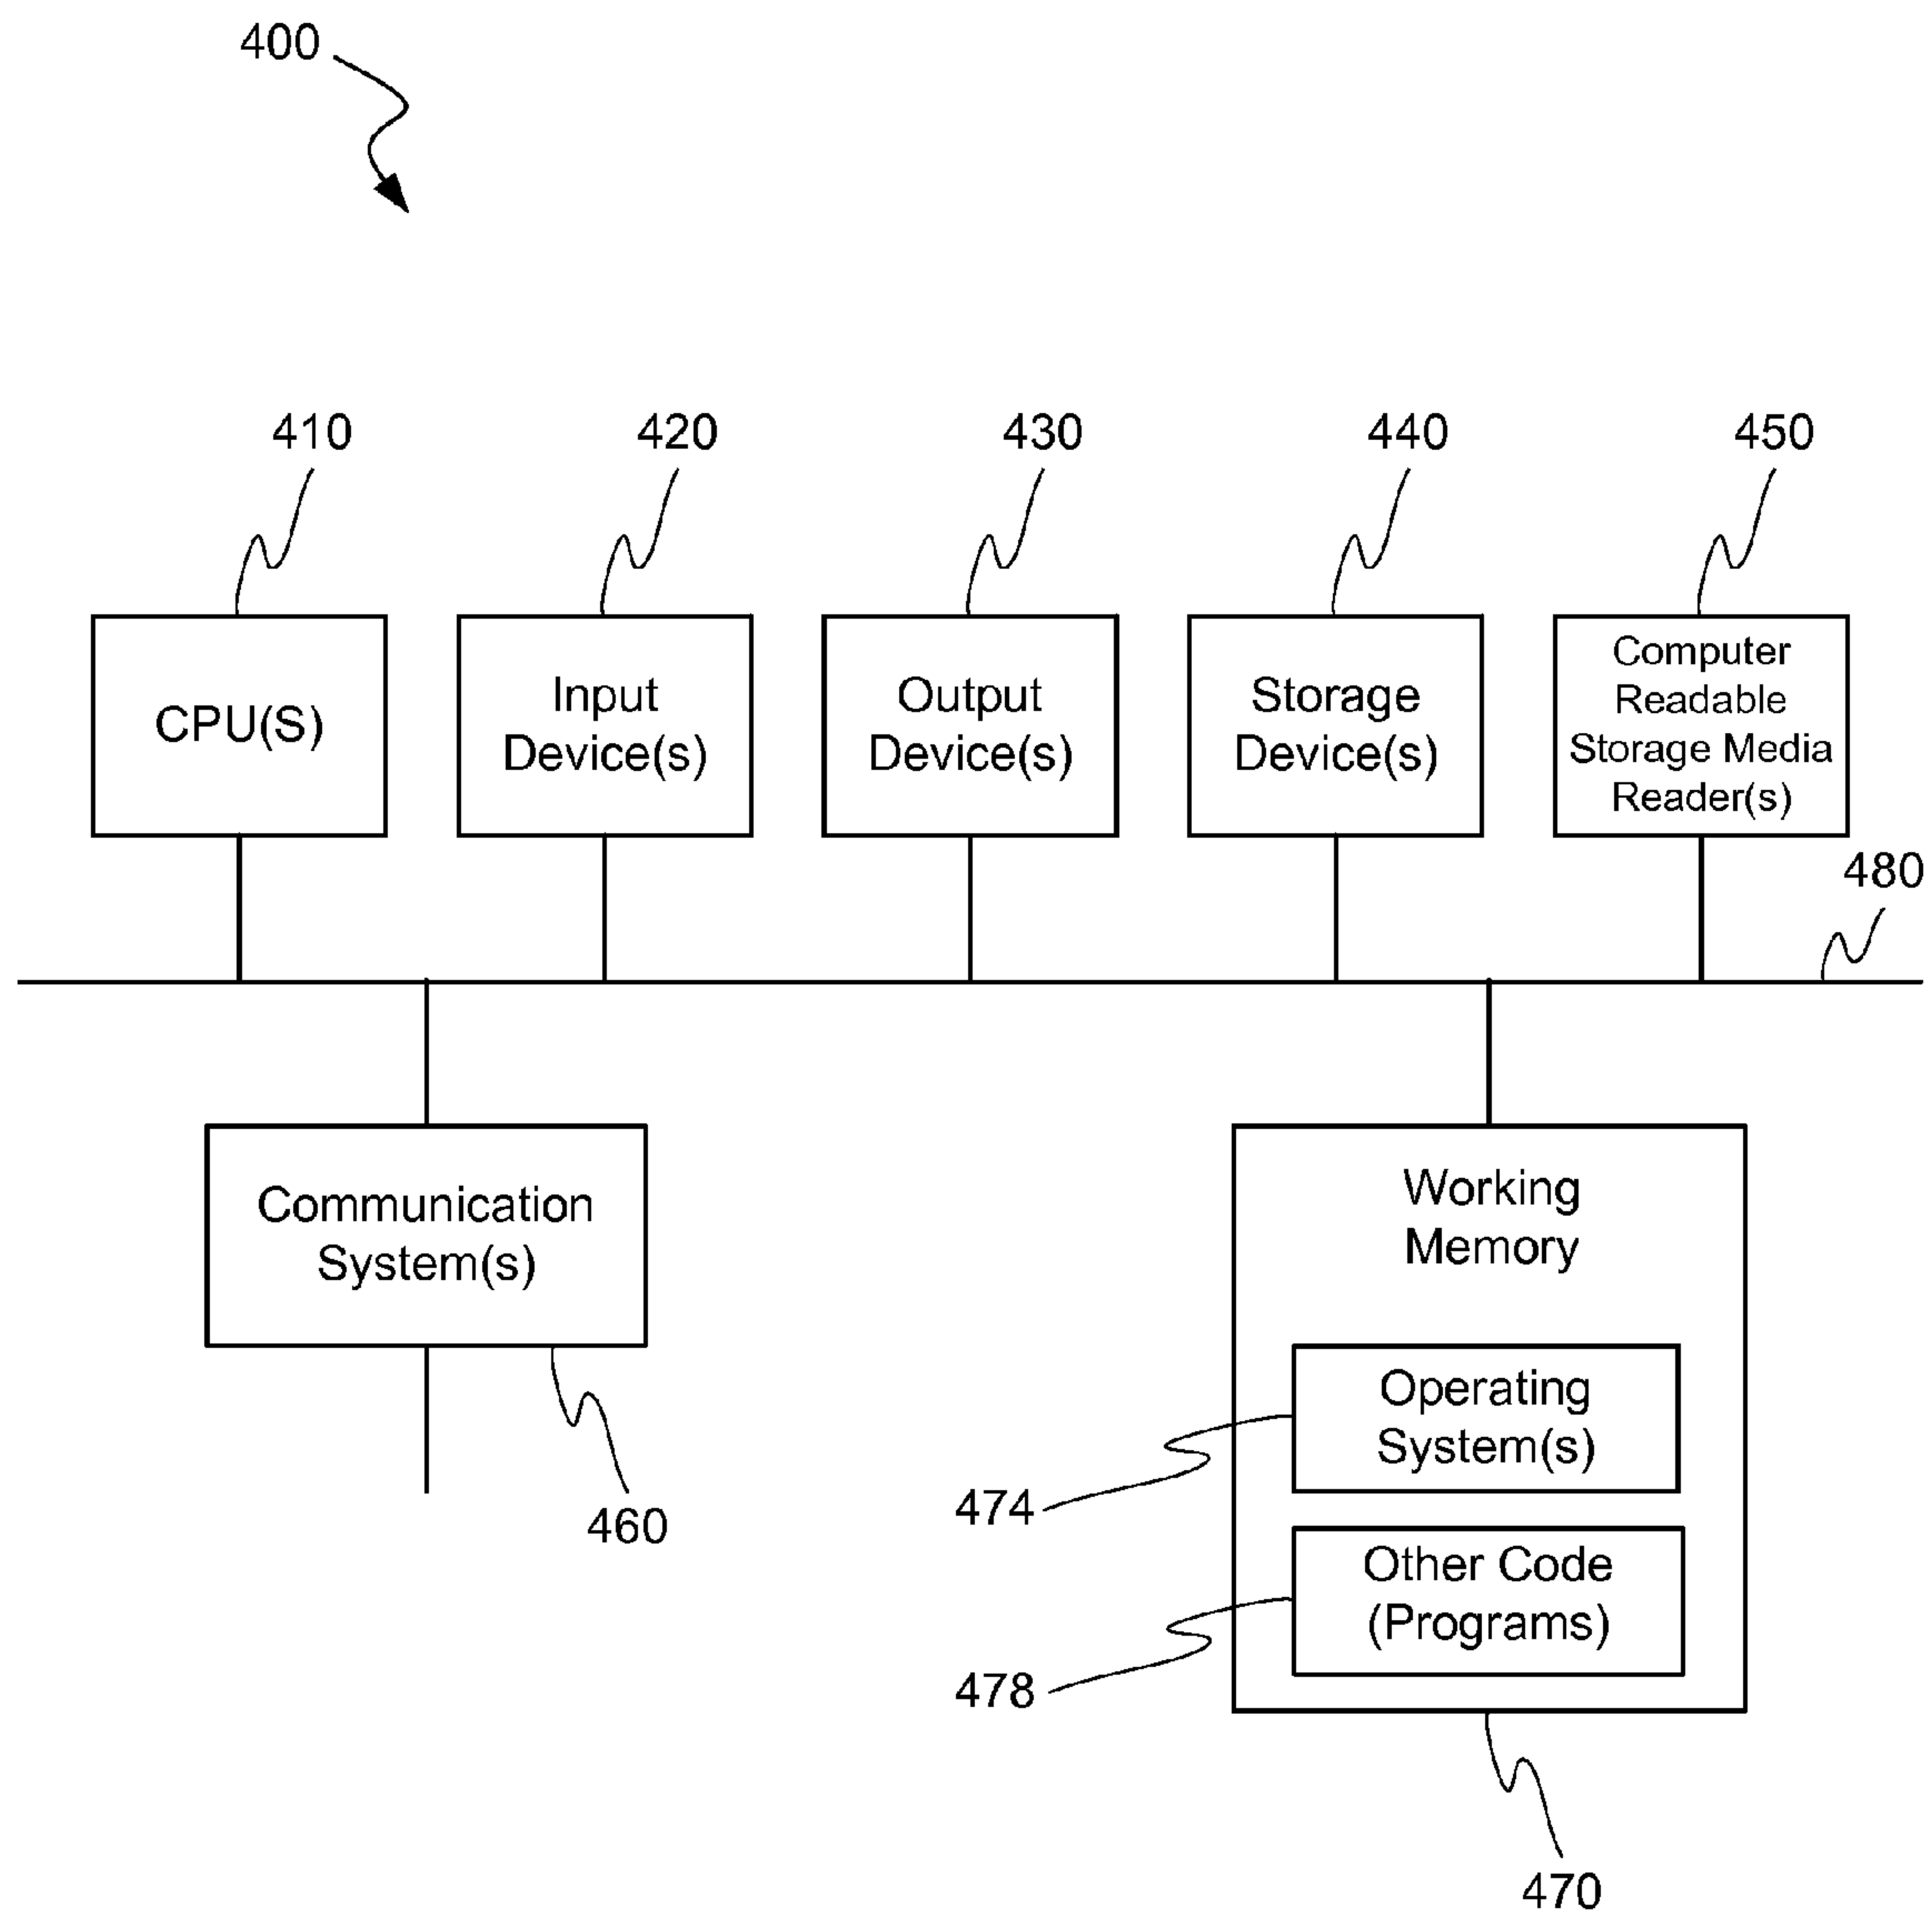 400
410
420
430
440
450
CPU(S)
Input
Device(s)
Output
Device(s)
Storage
Device(s)
Computer
Readable
Storage Media
Reader(s)
480
Communication
System(s)
460
Working
Memory
Operating
System(s)
474
Other Code
(Programs)
478
470